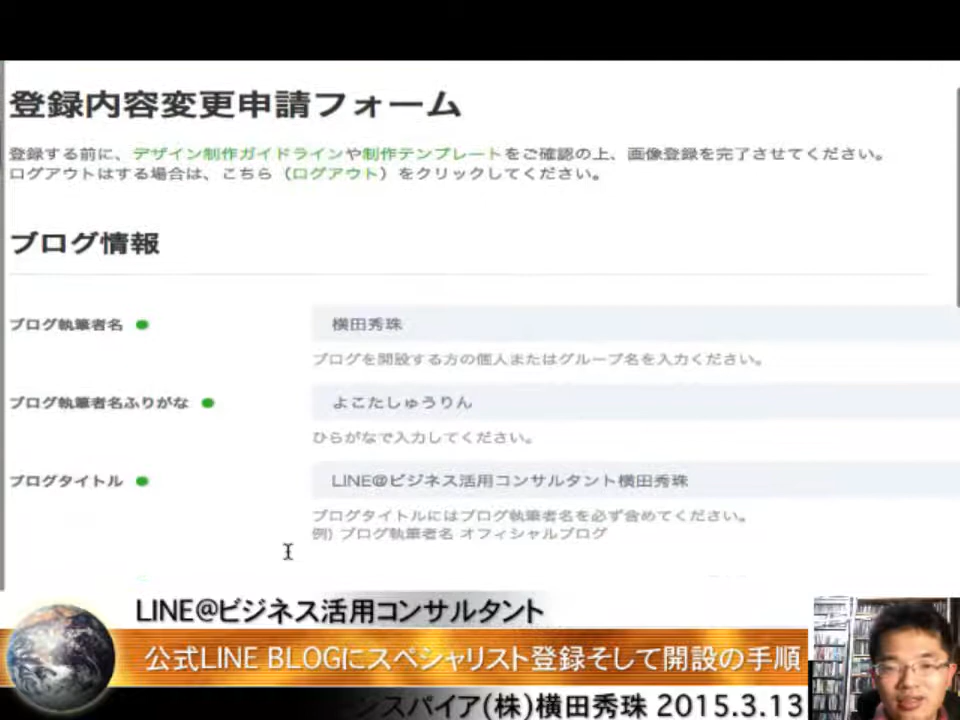 登録内容変更申請フォーム
登録する前に、デザイン制作ガイドラインや制作テンプレートをご確認の上、画像登録を完了させてください。
ログアウトはする場合は、こちら（ログアウト）をクリックしてください。
ブログ情報
ブログ執筆者名
横田秀珠
ブログを開設する方の個人またはグループ名を入力ください。
ブログ執筆者名ふりがな
よこたしゅうりん
ひらがなで入力してください。
ブログタイトル
LINE@ビジネス活用コンサルタント横田秀珠
ブログタイトルにはブログ執筆者名を必ず含めてください。
例) ブログ執筆者名 オフィシャルブログ
LINE@ビジネス活用コンサルタント
公式LINE BLOGにスペシャリスト登録そして開設の手順
ンスパイア(株)横田秀珠 2015.3.13